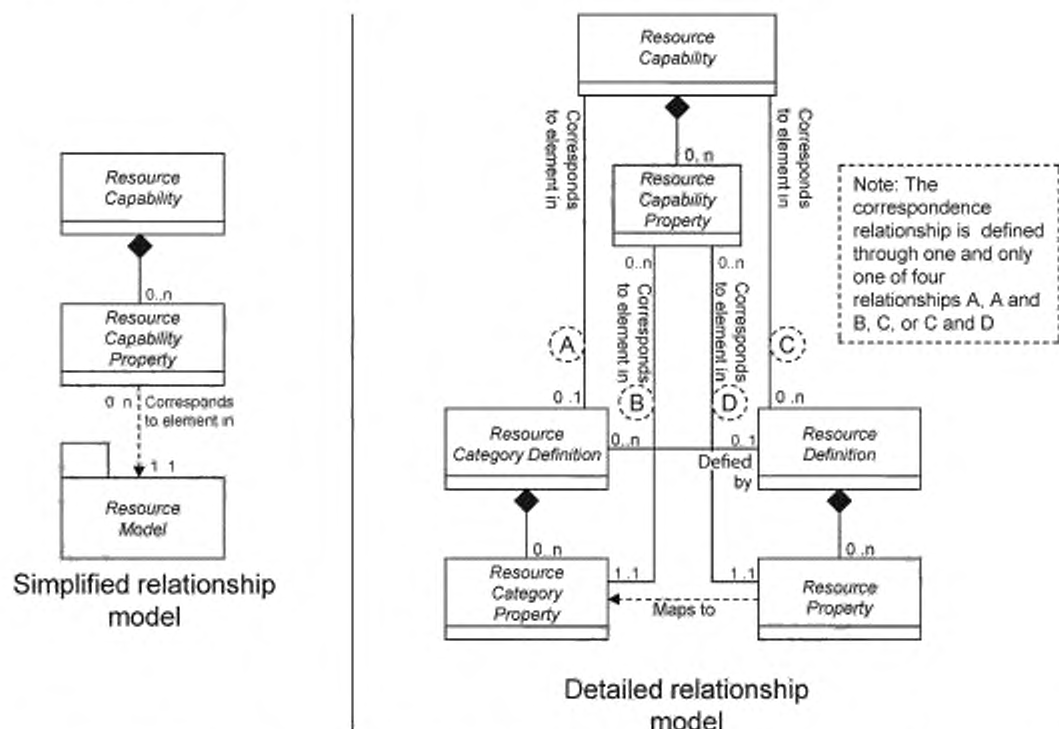 Resource
Capability
0..n
Resource
Capability
Property
0 n
Corresponds
to element in
1 1
Resource
Model
Simplified relationship
model
Resource
Capability
Corresponds
to element in
Corresponds
to element in
0, n
Resource
Capability
Property
0..n
0..n
Corresponds
to element in
Corresponds
to element in
A
B
D
C
Note: The
correspondence
relationship is defined
through one and only
one of four
relationships A, A and
B, C, or C and D
0 .1
0 ..n
Resource
Category Definition
0..n
0.1
Defied
by
Resource
Definition
0..n
0..n
Resource
Category
Property
1..1
1..1
Maps to
Resource
Property
Detailed relationship
model